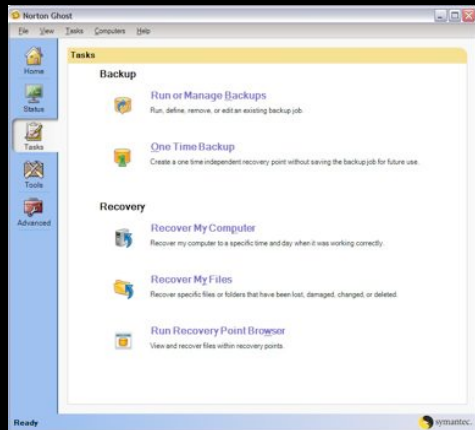 Norton Ghost
File View Tasks Computers Help
Home
Status
Tasks
Tools
Advanced
Tasks
Backup
Run or Manage Backups
Run, define, remove, or edit an existing backup job.
One Time Backup
Create a one time independent recovery point without saving the backup job for future use.
Recovery
Recover My Computer
Recover my computer to a specific time and day when it was working correctly.
Recover My Files
Recover specific files or folders that have been lost, damaged, changed, or deleted.
Run Recovery Point Browser
View and recover files within recovery points.
Ready
symantec.